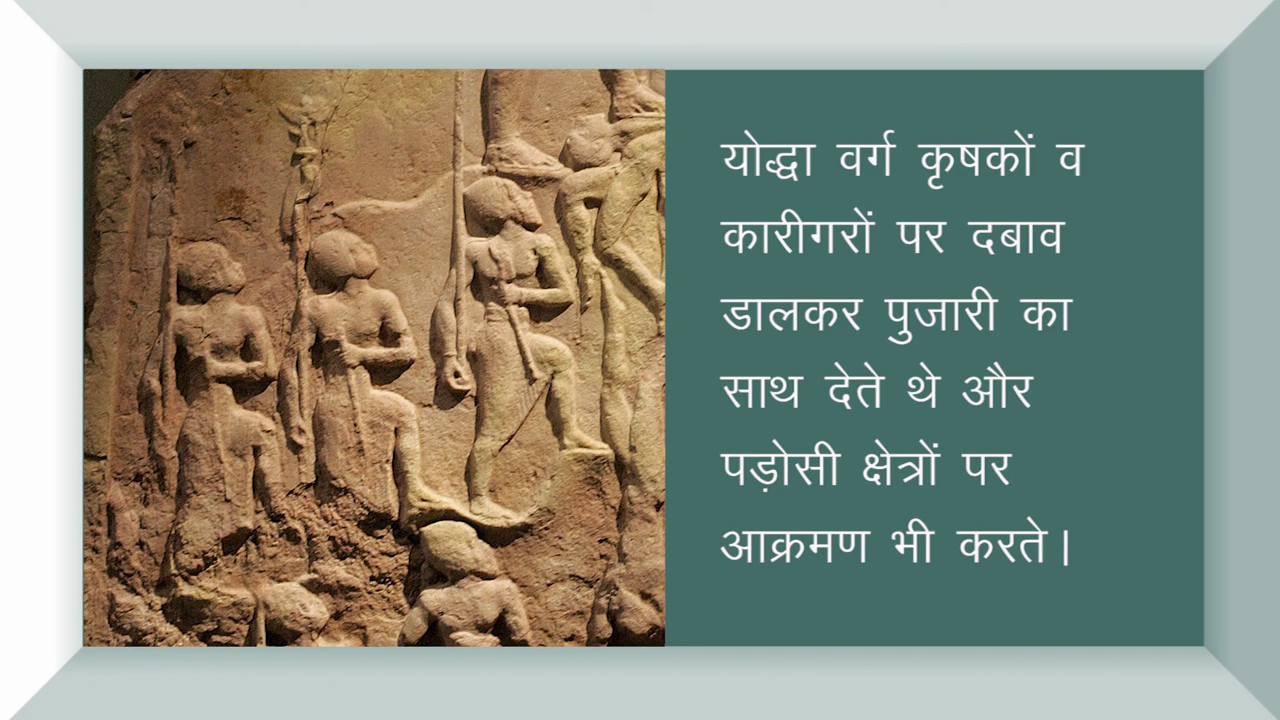 योद्धा वर्ग कृषकों व
कारीगरों पर दबाव
डालकर पुजारी का
साथ देते थे और
पड़ोसी क्षेत्रों पर
आक्रमण भी करते।